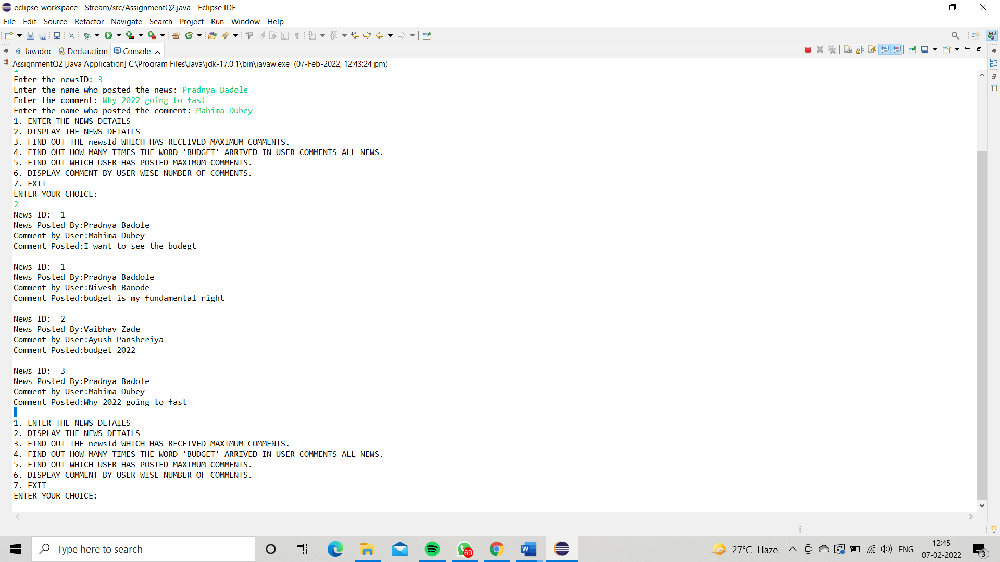 eclipse-workspace - Stream/src/AssignmentQ2.java - Eclipse IDE
File Edit Source Refactor Navigate Search Project Run Window Help
@ Javadoc Declaration Console
AssignmentQ2 [Java Application] C:\Program Files\Java\jdk-17.0.1\bin\javaw.exe (07-Feb-2022, 12:43:24 pm)
Enter the newsID: 3
Enter the name who posted the news: Pradnya Badole
Enter the comment: Why 2022 going to fast
Enter the name who posted the comment: Mahima Dubey
1. ENTER THE NEWS DETAILS
2. DISPLAY THE NEWS DETAILS
3. FIND OUT THE newsId WHICH HAS RECEIVED MAXIMUM COMMENTS.
4. FIND OUT HOW MANY TIMES THE WORD 'BUDGET' ARRIVED IN USER COMMENTS ALL NEWS.
5. FIND OUT WHICH USER HAS POSTED MAXIMUM COMMENTS.
6. DISPLAY COMMENT BY USER WISE NUMBER OF COMMENTS.
7. EXIT
ENTER YOUR CHOICE:
2
News ID:  1
News Posted By:Pradnya Badole
Comment by User:Mahima Dubey
Comment Posted:I want to see the budegt
News ID:  1
News Posted By:Pradnya Baddole
Comment by User:Nivesh Banode
Comment Posted:budget is my fundamental right
News ID:  2
News Posted By:Vaibhav Zade
Comment by User:Ayush Pansheriya
Comment Posted:budget 2022
News ID:  3
News Posted By:Pradnya Badole
Comment by User:Mahima Dubey
Comment Posted:Why 2022 going to fast
1. ENTER THE NEWS DETAILS
2. DISPLAY THE NEWS DETAILS
3. FIND OUT THE newsId WHICH HAS RECEIVED MAXIMUM COMMENTS.
4. FIND OUT HOW MANY TIMES THE WORD 'BUDGET' ARRIVED IN USER COMMENTS ALL NEWS.
5. FIND OUT WHICH USER HAS POSTED MAXIMUM COMMENTS.
6. DISPLAY COMMENT BY USER WISE NUMBER OF COMMENTS.
7. EXIT
ENTER YOUR CHOICE:
Type here to search
69
27°C Haze
ENG
12:45
07-02-2022
3